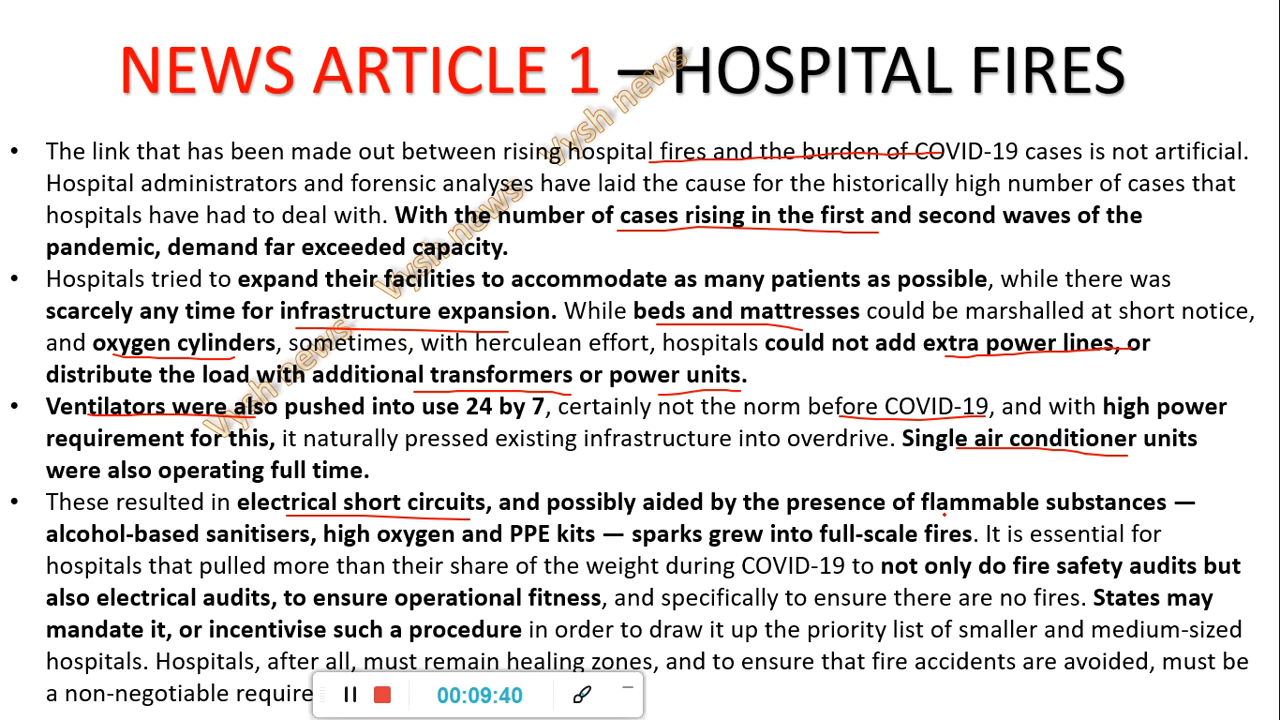 NEWS ARTICLE 1 – HOSPITAL FIRES
• The link that has been made out between rising hospital fires and the burden of COVID-19 cases is not artificial.
Hospital administrators and forensic analyses have laid the cause for the historically high number of cases that
hospitals have had to deal with. With the number of cases rising in the first and second waves of the
pandemic, demand far exceeded capacity.
• Hospitals tried to expand their facilities to accommodate as many patients as possible, while there was
scarcely any time for infrastructure expansion. While beds and mattresses could be marshalled at short notice,
and oxygen cylinders, sometimes, with herculean effort, hospitals could not add extra power lines, or
distribute the load with additional transformers or power units.
• Ventilators were also pushed into use 24 by 7, certainly not the norm before COVID-19, and with high power
requirement for this, it naturally pressed existing infrastructure into overdrive. Single air conditioner units
were also operating full time.
• These resulted in electrical short circuits, and possibly aided by the presence of flammable substances —
alcohol-based sanitisers, high oxygen and PPE kits — sparks grew into full-scale fires. It is essential for
hospitals that pulled more than their share of the weight during COVID-19 to not only do fire safety audits but
also electrical audits, to ensure operational fitness, and specifically to ensure there are no fires. States may
mandate it, or incentivise such a procedure in order to draw it up the priority list of smaller and medium-sized
hospitals. Hospitals, after all, must remain healing zones, and to ensure that fire accidents are avoided, must be
a non-negotiable require
Vysh news
Vysh news
Vysh news
00:09:40